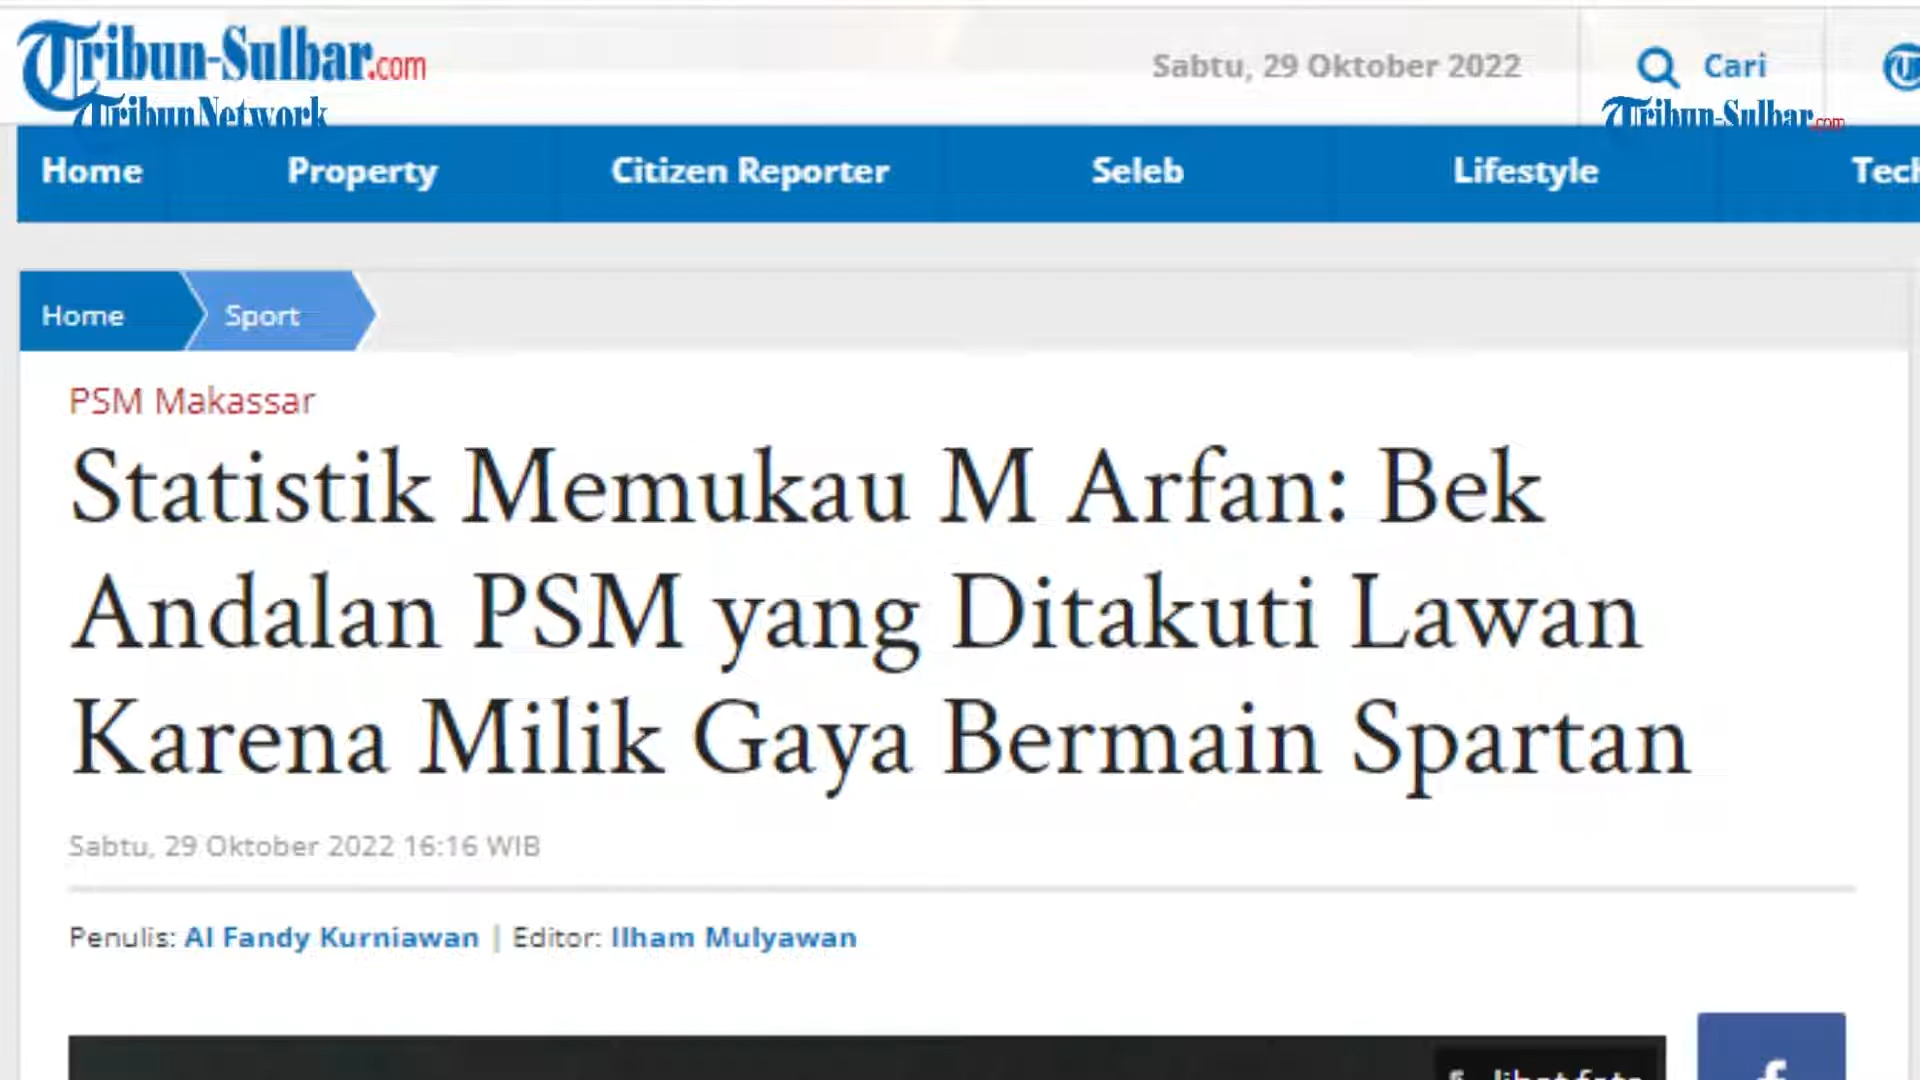 Tribun-Sulbar.com
Sabtu, 29 Oktober 2022
Cari
TribunNetwork
Tribun-Sulbar.com
Home Property Citizen Reporter Seleb Lifestyle Tech
Home Sport
PSM Makassar
Statistik Memukau M Arfan: Bek
Andalan PSM yang Ditakuti Lawan
Karena Milik Gaya Bermain Spartan
Sabtu, 29 Oktober 2022 16:16 WIB
Penulis: Al Fandy Kurniawan | Editor: Ilham Mulyawan